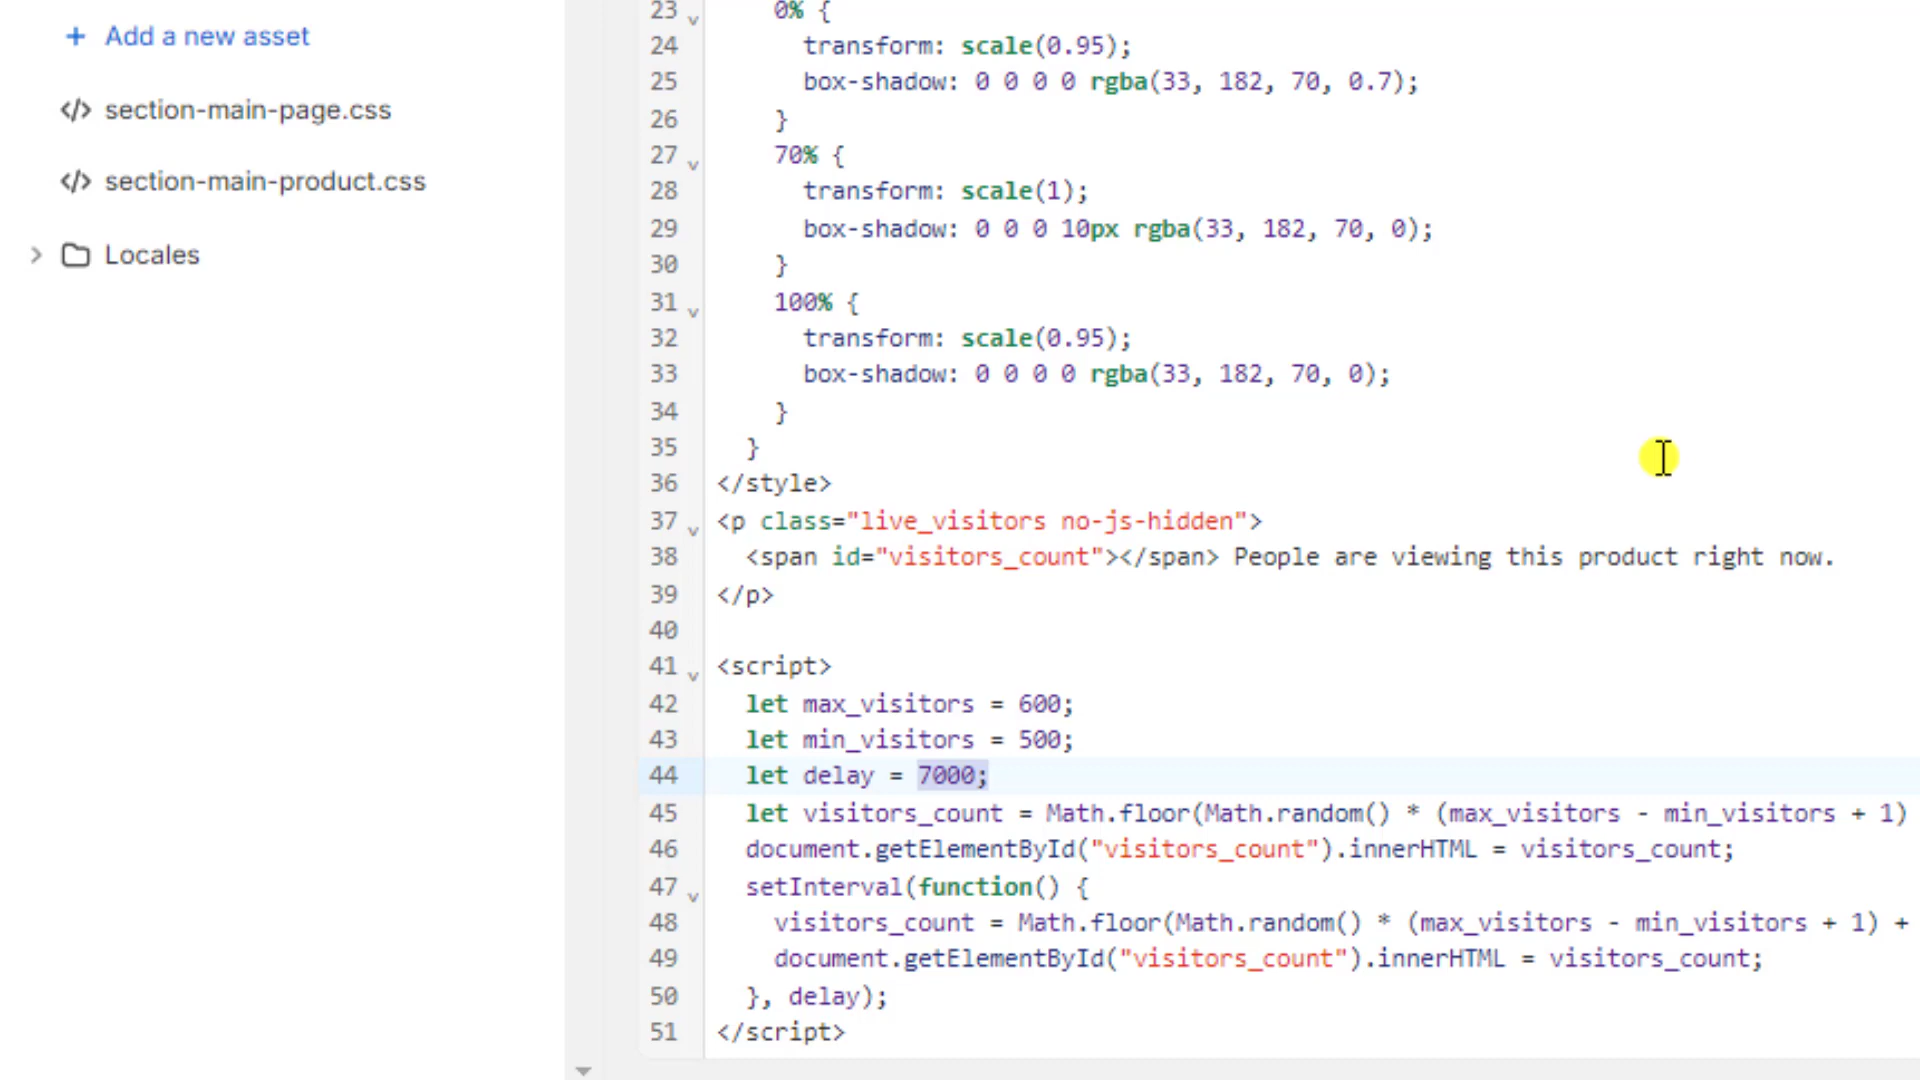 + Add a new asset
</> section-main-page.css
</> section-main-product.css
Locales
23 0% {
24 transform: scale(0.95);
25 box-shadow: 0 0 0 0 rgba(33, 182, 70, 0.7);
26 }
27 70% {
28 transform: scale(1);
29 box-shadow: 0 0 0 10px rgba(33, 182, 70, 0);
30 }
31 100% {
32 transform: scale(0.95);
33 box-shadow: 0 0 0 0 rgba(33, 182, 70, 0);
34 }
35 }
36 </style>
37 <p class="live_visitors no-js-hidden">
38 <span id="visitors_count"></span> People are viewing this product right now.
39 </p>
40
41 <script>
42 let max_visitors = 600;
43 let min_visitors = 500;
44 let delay = 7000;
45 let visitors_count = Math.floor(Math.random() * (max_visitors - min_visitors + 1)
46 document.getElementById("visitors_count").innerHTML = visitors_count;
47 setInterval(function() {
48 visitors_count = Math.floor(Math.random() * (max_visitors - min_visitors + 1) +
49 document.getElementById("visitors_count").innerHTML = visitors_count;
50 }, delay);
51 </script>